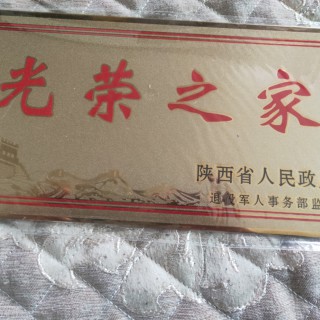 光荣之家
陕西省人民政
退役军人事务部监